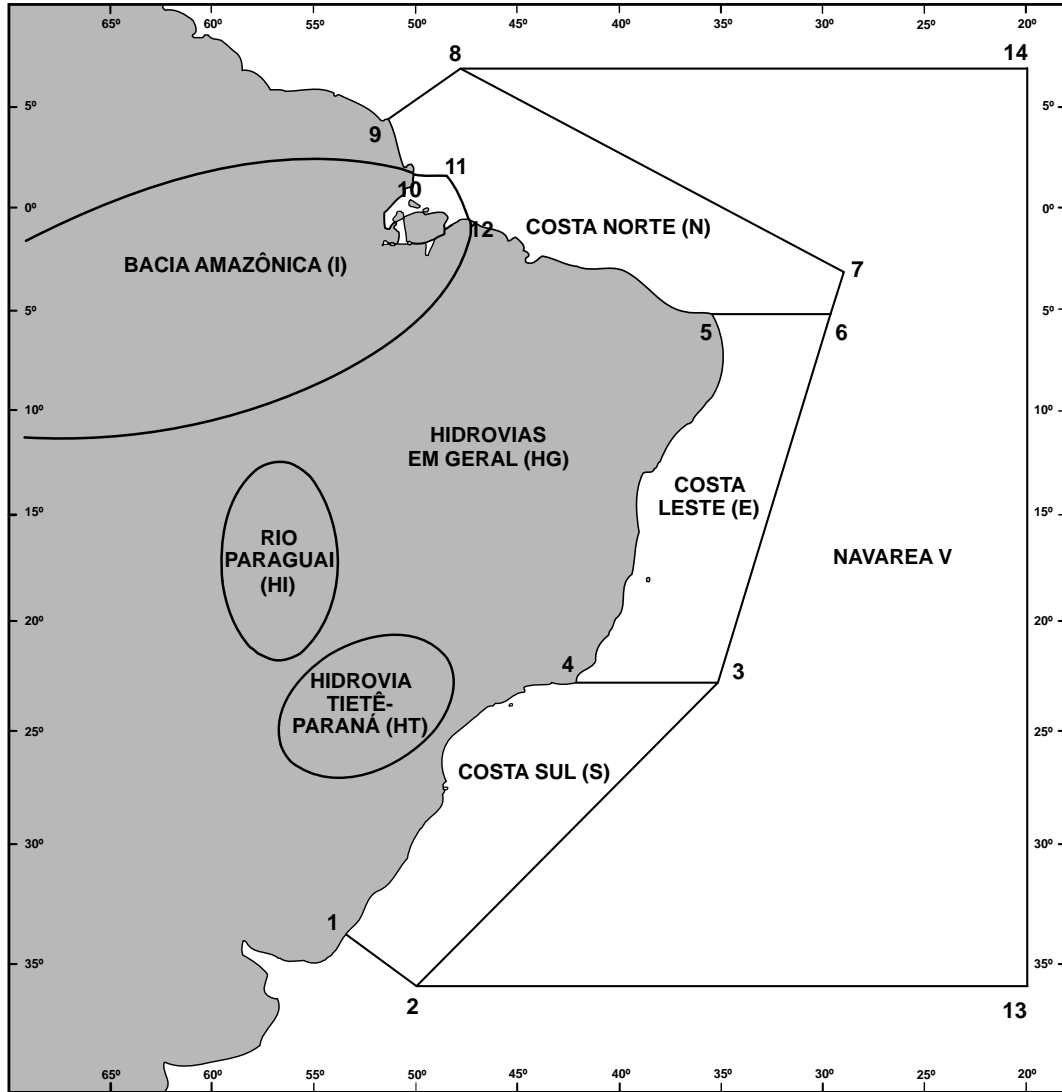 65º 60º 55º 50º 45º 40º 35º 30º 25º 20º
8 14
5º 5º
9
11
10
0º 0º
12
COSTA NORTE (N)
BACIA AMAZÔNICA (I)
7
5º 5º
5 6
10º 10º
HIDROVIAS
EM GERAL (HG)
COSTA
LESTE (E)
15º 15º
RIO
PARAGUAI
(HI)
NAVAREA V
20º 20º
4 3
HIDROVIA
TIETÊ-
PARANÁ (HT)
25º 25º
COSTA SUL (S)
30º 30º
1
35º 35º
2 13
65º 60º 55º 50º 45º 40º 35º 30º 25º 20º